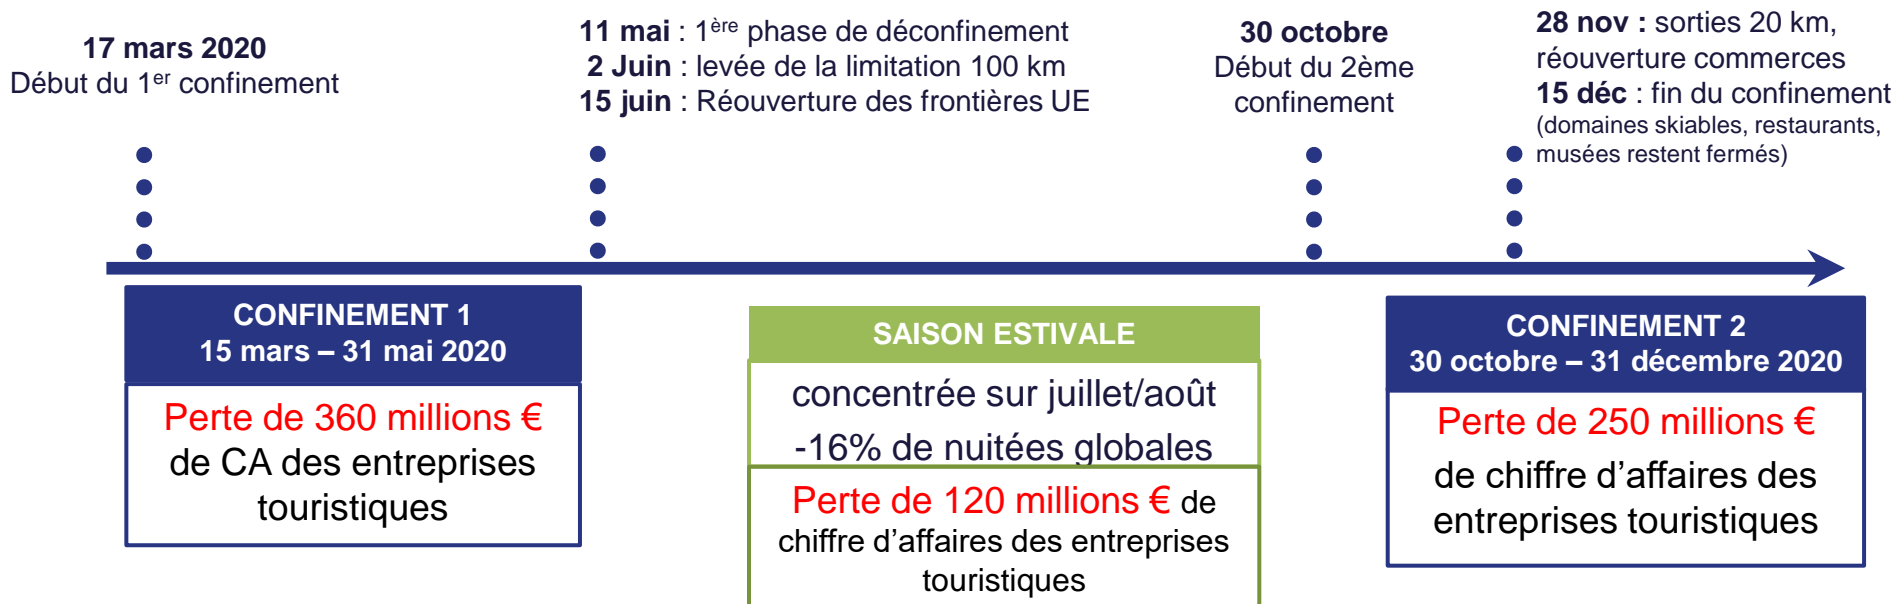 17 mars 2020
Début du 1er confinement
11 mai : 1ère phase de déconfinement
2 Juin : levée de la limitation 100 km
15 juin : Réouverture des frontières UE
30 octobre
Début du 2ème
confinement
28 nov : sorties 20 km,
réouverture commerces
15 déc : fin du confinement
(domaines skiables, restaurants,
musées restent fermés)
CONFINEMENT 1
15 mars – 31 mai 2020
Perte de 360 millions €
de CA des entreprises
touristiques
SAISON ESTIVALE
concentrée sur juillet/août
-16% de nuitées globales
Perte de 120 millions € de
chiffre d’affaires des entreprises
touristiques
CONFINEMENT 2
30 octobre – 31 décembre 2020
Perte de 250 millions €
de chiffre d’affaires des
entreprises touristiques